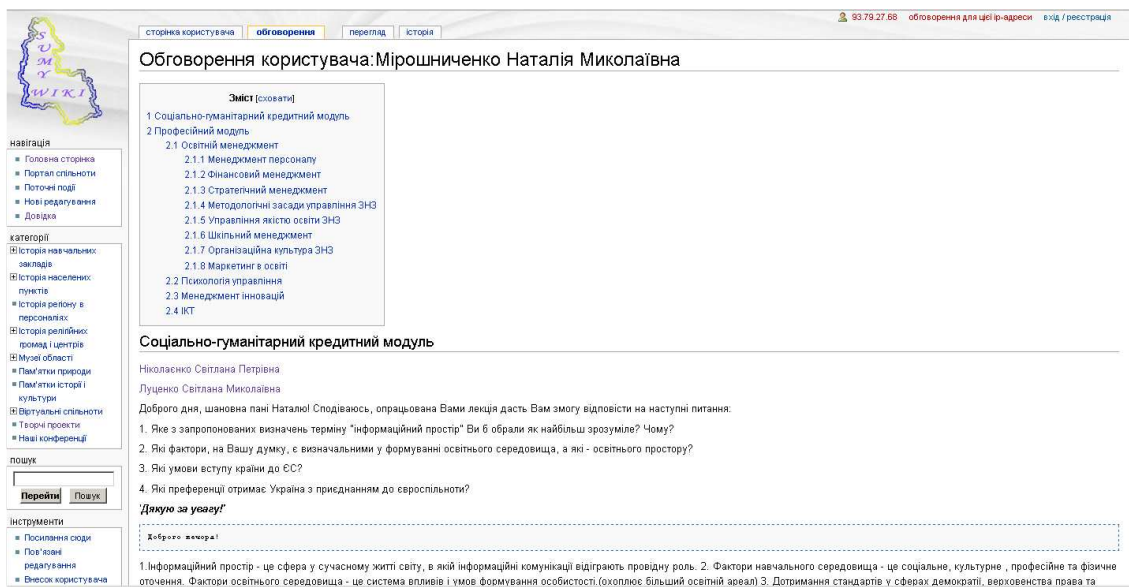 SUMY
WIKI
93.79.27.68 обговорення для цієї ip-адреси вхід / реєстрація
сторінка користувача обговорення перегляд історія
Обговорення користувача:Мірошниченко Наталія Миколаївна
Зміст [сховати]
1 Соціально-гуманітарний кредитний модуль
2 Професійний модуль
2.1 Освітній менеджмент
2.1.1 Менеджмент персоналу
2.1.2 Фінансовий менеджмент
2.1.3 Стратегічний менеджмент
2.1.4 Методологічні засади управління ЗНЗ
2.1.5 Управління якістю освіти ЗНЗ
2.1.6 Шкільний менеджмент
2.1.7 Організаційна культура ЗНЗ
2.1.8 Маркетинг в освіті
2.2 Психологія управління
2.3 Менеджмент інновацій
2.4 ІКТ
навігація
Головна сторінка
Портал спільноти
Поточні події
Нові редагування
Довідка
категорії
Історія навчальних
закладів
Історія населених
пунктів
Історія регіону в
персоналіях
Історія релігійних
громад і центрів
Музеї області
Пам'ятки природи
Пам'ятки історії і
культури
Віртуальні спільноти
Творчі проекти
Наші конференції
пошук
Перейти Пошук
інструменти
Посилання сюди
Пов'язані
редагування
Внесок користувача
Соціально-гуманітарний кредитний модуль
Ніколаєнко Світлана Петрівна
Луценко Світлана Миколаївна
Доброго дня, шановна пані Наталю! Сподіваюсь, опрацьована Вами лекція дасть Вам змогу відповісти на наступні питання:
1. Яке з запропонованих визначень терміну "інформаційний простір" Ви б обрали як найбільш зрозуміле? Чому?
2. Які фактори, на Вашу думку, є визначальними у формуванні освітнього середовища, а які - освітнього простору?
3. Які умови вступу країни до ЄС?
4. Які преференції отримає Україна з приєднанням до євроспільноти?
'Дякую за увагу!'
Доброго вечора!
1.Інформаційний простір - це сфера у сучасному житті світу, в якій інформаційні комунікації відіграють провідну роль. 2. Фактори навчального середовища - це соціальне, культурне , професійне та фізичне
оточення. Фактори освітнього середовища - це система впливів і умов формування особистості.(охоплює більший освітній ареал) 3. Дотримання стандартів у сферах демократії, верховенства права та